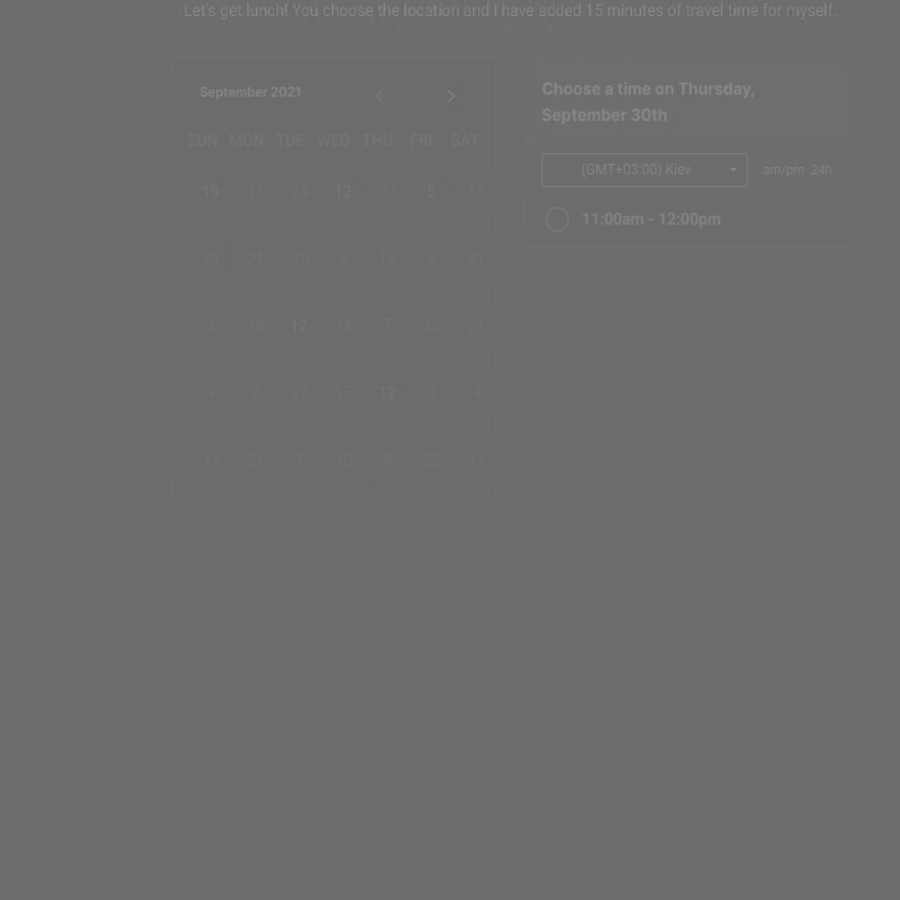 Let's get lunch! You choose the location and I have added 15 minutes of travel time for myself.
September 2021
SUN MON TUE WED THU FRI SAT
19 11 24 12 31 5 16
29 21 20 9 16 8 21
2 18 12 14 7 22 21
9 7 26 15 12 3 4
17 21 7 10 9 22 11
Choose a time on Thursday,
September 30th
(GMT+03:00) Kiev am/pm 24h
11:00am - 12:00pm